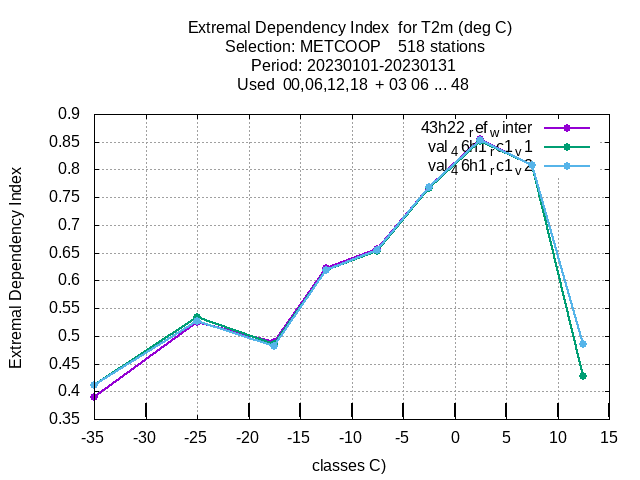 Extremal Dependency Index  for T2m (deg C)
Selection: METCOOP    518 stations
Period: 20230101-20230131
Used  00,06,12,18  + 03 06 ... 48
43h22_ref_winter
val_46h1_rc1_v1
val_46h1_rc1_v2
Extremal Dependency Index
0.9
0.85
0.8
0.75
0.7
0.65
0.6
0.55
0.5
0.45
0.4
0.35
-35 -30 -25 -20 -15 -10 -5 0 5 10 15
classes C)